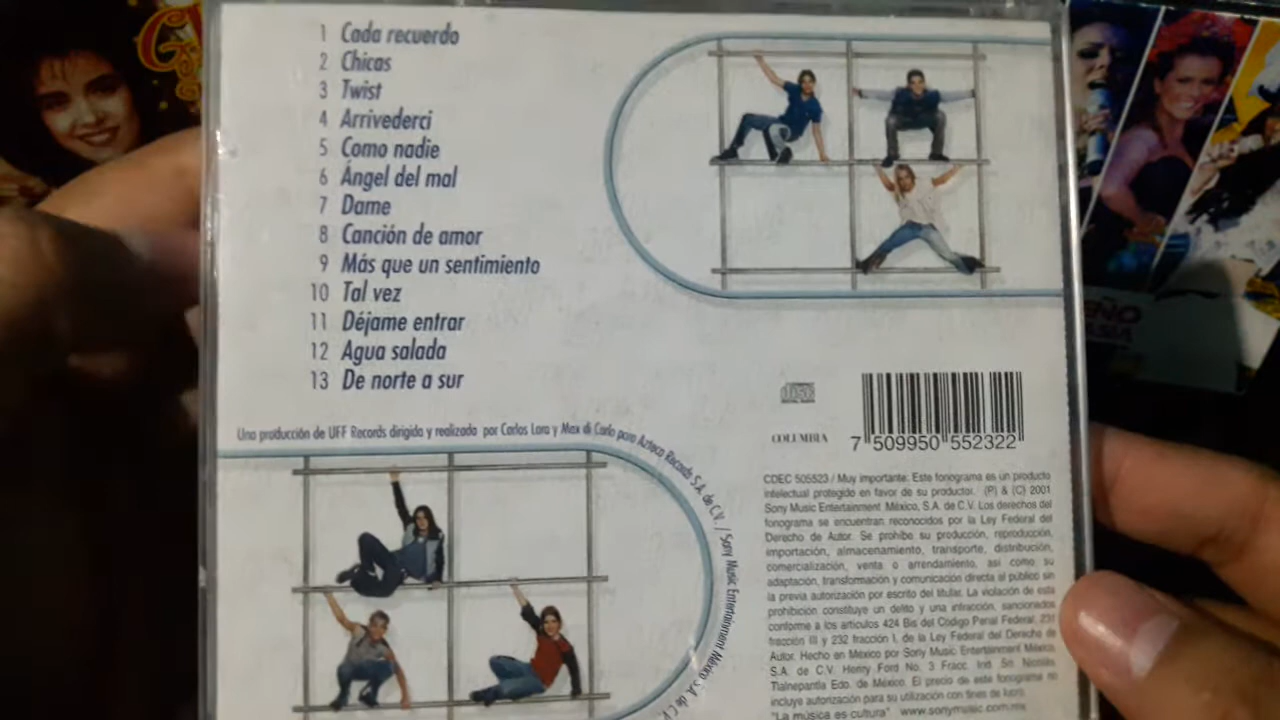 1 Cada recuerdo
2 Chicas
3 Twist
4 Arrivederci
5 Como nadie
6 Ángel del mal
7 Dame
8 Canción de amor
9 Más que un sentimiento
10 Tal vez
11 Déjame entrar
12 Agua salada
13 De norte a sur
Una producción de UFF Records dirigida y realizada por Carlos Lara y Max di Carlo para Azteca Records S.A. de C.V. / Sony Music Entertainment México S.A. de C.V.
COLUMBIA
7 509950 552322
CDEC 505523 / Muy importante: Este fonograma es un producto
intelectual protegido en favor de su productor. (P) & (C) 2001
Sony Music Entertainment México, S.A. de C.V. Los derechos del
fonograma se encuentran reconocidos por la Ley Federal del
Derecho de Autor. Se prohibe su producción, reproducción,
importación, almacenamiento, transporte, distribución,
comercialización, venta o arrendamiento, así como su
adaptación, transformación y comunicación directa al público sin
la previa autorización por escrito del titular. La violación de esta
prohibición constituye un delito y una infracción, sancionados
conforme a los artículos 424 Bis del Código Penal Federal, 231
fracción III y 232 fracción I, de la Ley Federal del Derecho de
Autor. Hecho en México por Sony Music Entertainment México
S.A. de C.V. Henry Ford No. 3 Fracc. Ind. San Nicolás
Tlalnepantla Edo. de México. El precio de este fonograma no
incluye autorización para su utilización con fines de lucro.
"La música es cultura" www.sonymusic.com.mx